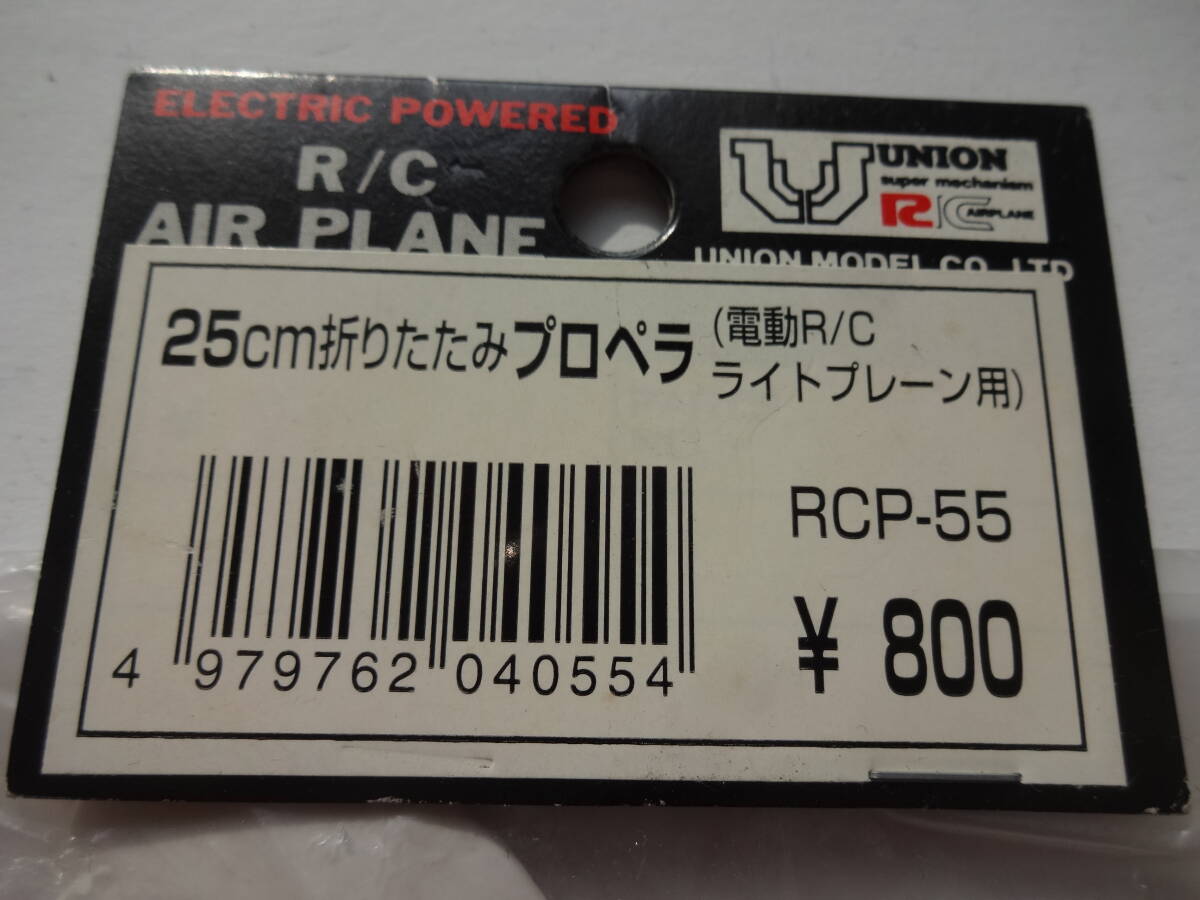 ELECTRIC POWERED
R/C
AIR PLANE
UNION
super mechanism
R/C AIRPLANE
UNION MODEL CO., LTD
25cm折りたたみプロペラ
(電動R/C
ライトプレーン用)
RCP-55
¥ 800
4 979762 040554